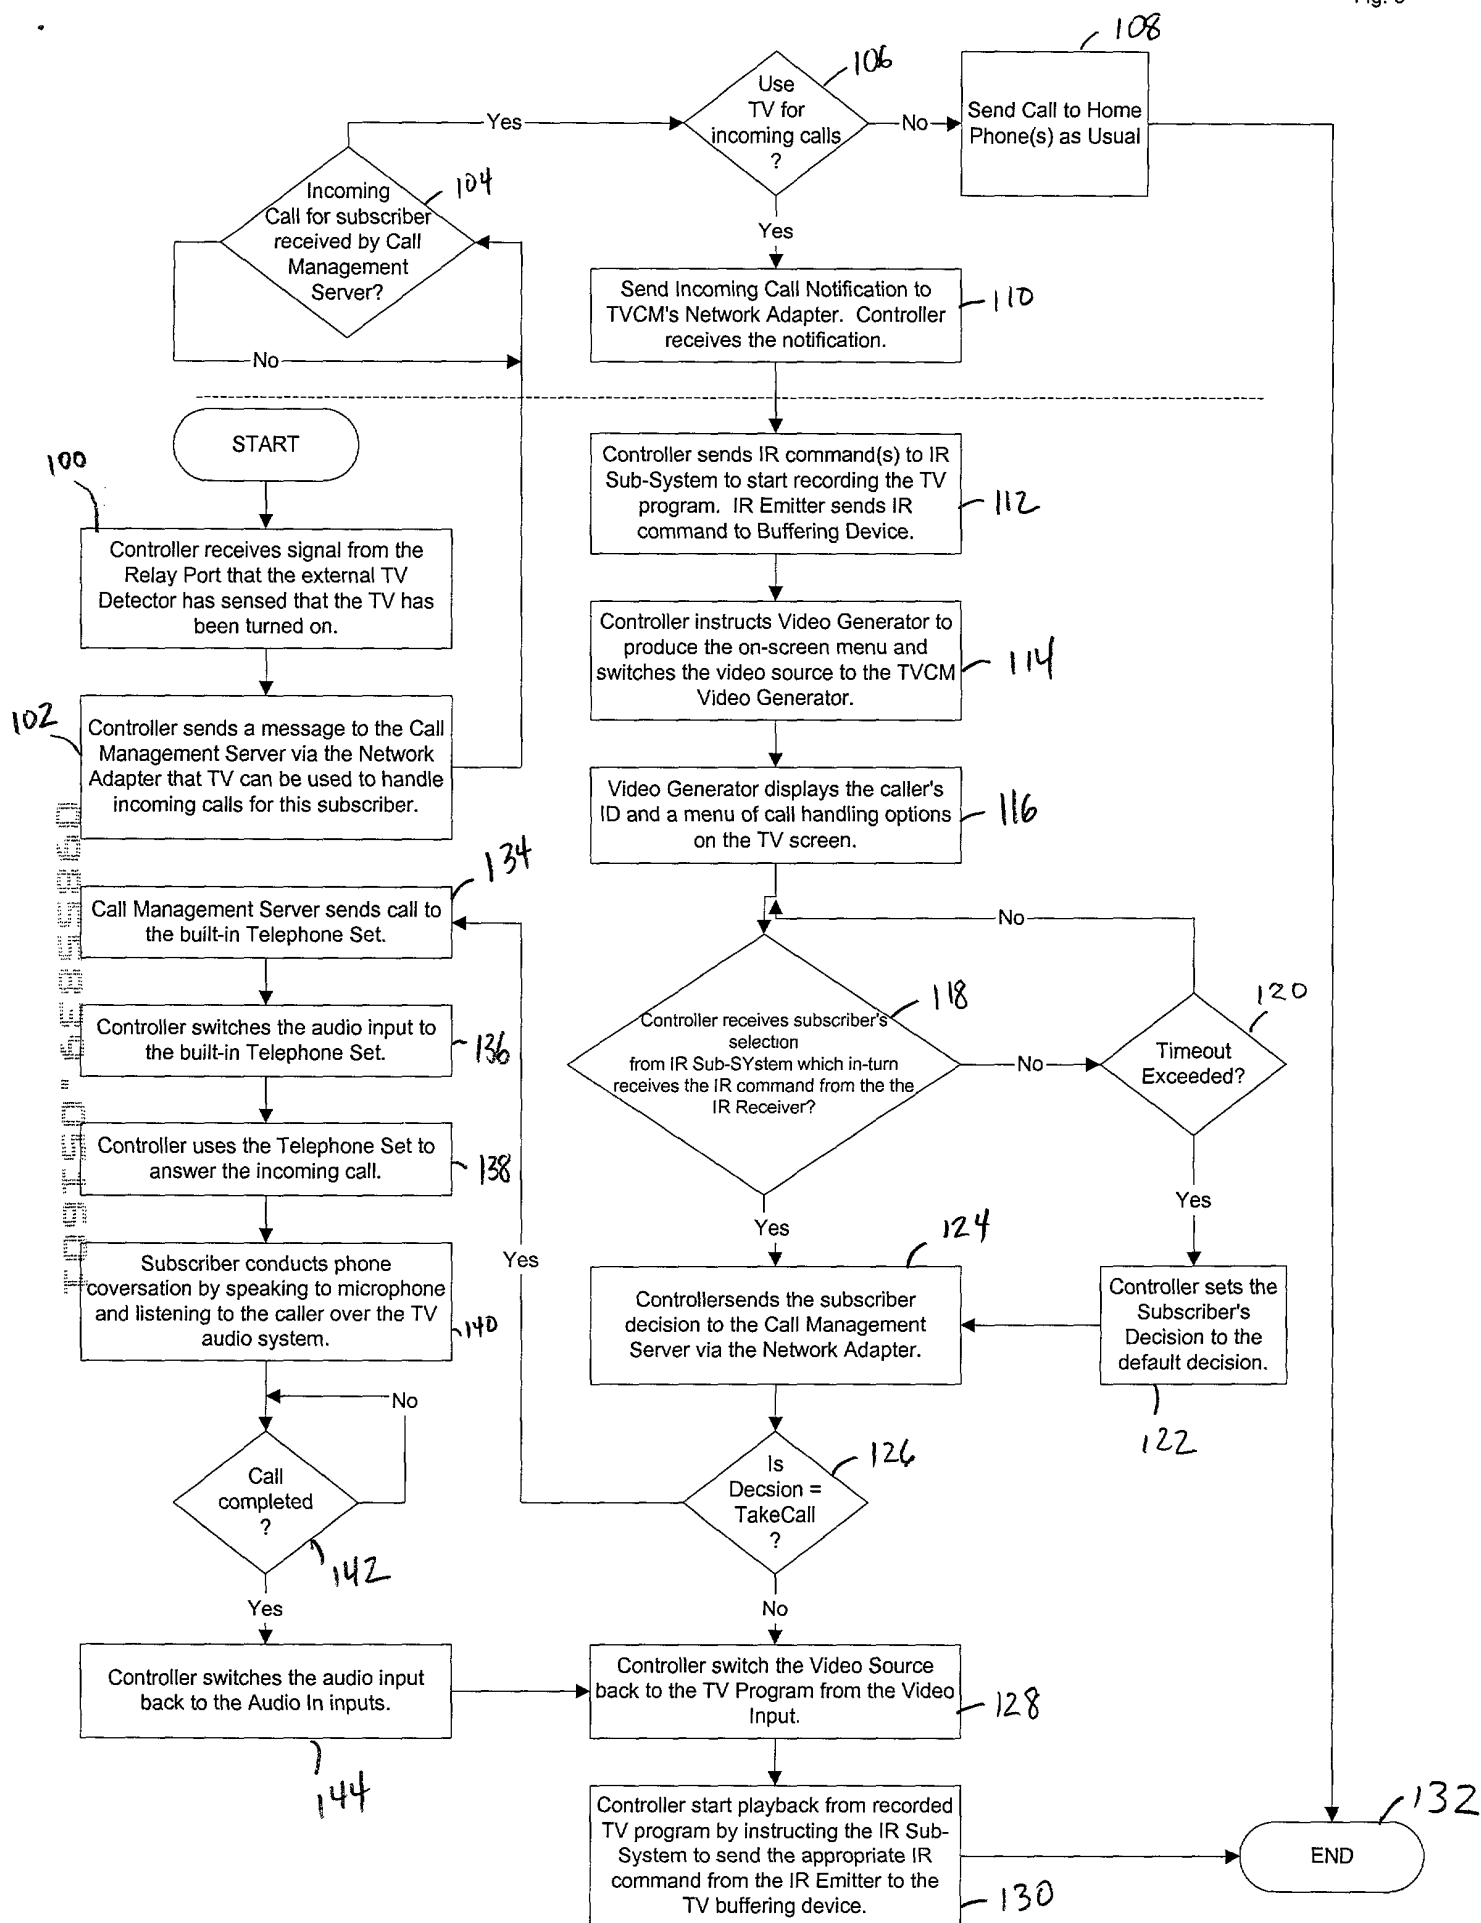 108
106
Use
TV for
incoming calls
?
Yes
No
Send Call to Home
Phone(s) as Usual
104
Incoming
Call for subscriber
received by Call
Management
Server?
No
Yes
Send Incoming Call Notification to
TVCM's Network Adapter. Controller
receives the notification.
110
START
100
Controller receives signal from the
Relay Port that the external TV
Detector has sensed that the TV has
been turned on.
102
Controller sends a message to the Call
Management Server via the Network
Adapter that TV can be used to handle
incoming calls for this subscriber.
Controller sends IR command(s) to IR
Sub-System to start recording the TV
program. IR Emitter sends IR
command to Buffering Device.
112
Controller instructs Video Generator to
produce the on-screen menu and
switches the video source to the TVCM
Video Generator.
114
Video Generator displays the caller's
ID and a menu of call handling options
on the TV screen.
116
No
Controller receives subscriber's
selection
from IR Sub-SYstem which in-turn
receives the IR command from the the
IR Receiver?
118
No
Timeout
Exceeded?
120
Yes
Yes
Controller sets the
Subscriber's
Decision to the
default decision.
122
Controllersends the subscriber
decision to the Call Management
Server via the Network Adapter.
124
Is
Decsion =
TakeCall
?
126
Yes
No
134
Call Management Server sends call to
the built-in Telephone Set.
Controller switches the audio input to
the built-in Telephone Set.
136
Controller uses the Telephone Set to
answer the incoming call.
138
Subscriber conducts phone
coversation by speaking to microphone
and listening to the caller over the TV
audio system.
140
No
Call
completed
?
142
Yes
Controller switches the audio input
back to the Audio In inputs.
144
Controller switch the Video Source
back to the TV Program from the Video
Input.
128
Controller start playback from recorded
TV program by instructing the IR Sub-
System to send the appropriate IR
command from the IR Emitter to the
TV buffering device.
130
END
132